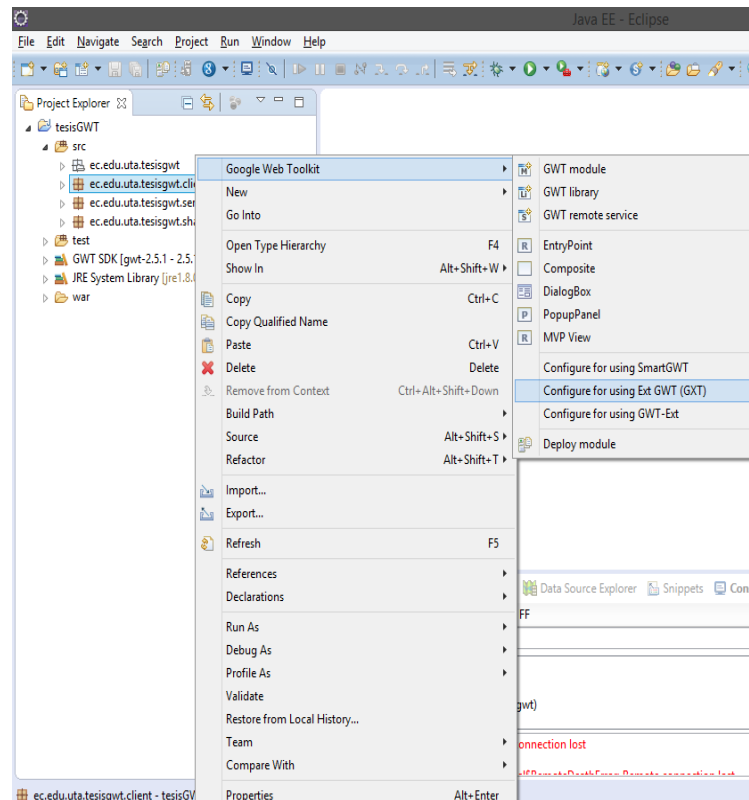 Java EE - Eclipse
File Edit Navigate Search Project Run Window Help
Project Explorer
tesisGWT
src
ec.edu.uta.tesisgwt
ec.edu.uta.tesisgwt.cli
ec.edu.uta.tesisgwt.ser
ec.edu.uta.tesisgwt.sha
test
GWT SDK [gwt-2.5.1 - 2.5.
JRE System Library [jre1.8.
war
Google Web Toolkit
New
Go Into
Open Type Hierarchy F4
Show In Alt+Shift+W
Copy Ctrl+C
Copy Qualified Name
Paste Ctrl+V
Delete Delete
Remove from Context Ctrl+Alt+Shift+Down
Build Path
Source Alt+Shift+S
Refactor Alt+Shift+T
Import...
Export...
Refresh F5
References
Declarations
Run As
Debug As
Profile As
Validate
Restore from Local History...
Team
Compare With
Properties Alt+Enter
GWT module
GWT library
GWT remote service
EntryPoint
Composite
DialogBox
PopupPanel
MVP View
Configure for using SmartGWT
Configure for using Ext GWT (GXT)
Configure for using GWT-Ext
Deploy module
Data Source Explorer Snippets Con
FF
gwt)
onnection lost
ec.edu.uta.tesisgwt.client - tesisGW